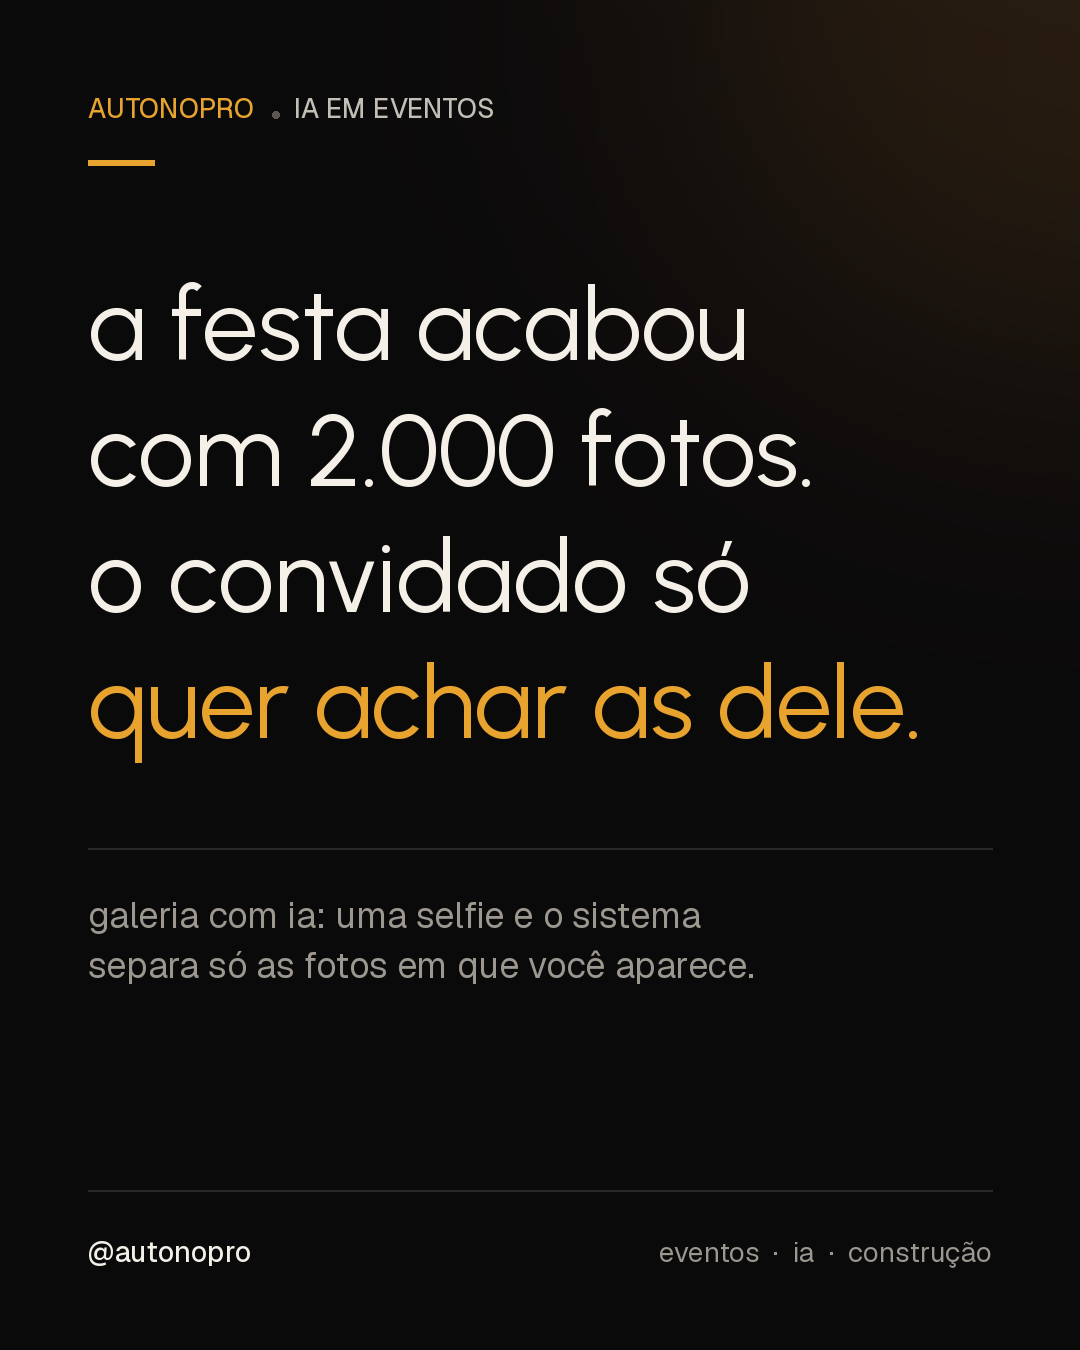 AUTONOPRO • IA EM EVENTOS
a festa acabou
com 2.000 fotos.
o convidado só
quer achar as dele.
galeria com ia: uma selfie e o sistema
separa só as fotos em que você aparece.
@autonopro
eventos · ia · construção